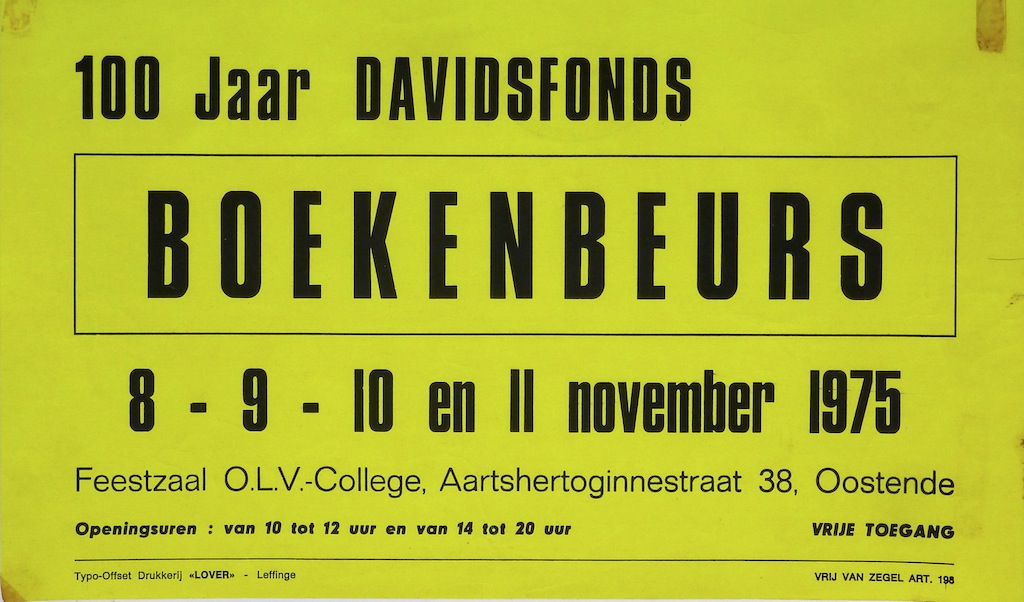 100 Jaar DAVIDSFONDS
BOEKENBEURS
8 - 9 - 10 en 11 november 1975
Feestzaal O.L.V.-College, Aartshertoginnestraat 38, Oostende
Openingsuren : van 10 tot 12 uur en van 14 tot 20 uur VRIJE TOEGANG
Typo-Offset Drukkerij «LOVER» - Leffinge VRIJ VAN ZEGEL ART. 198